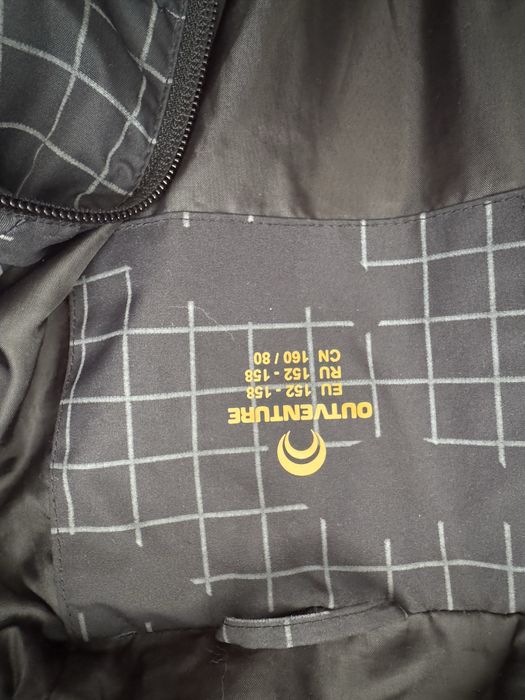 OUTVENTURE
EU 152 - 158
RU 152 - 158
CN 160 / 80